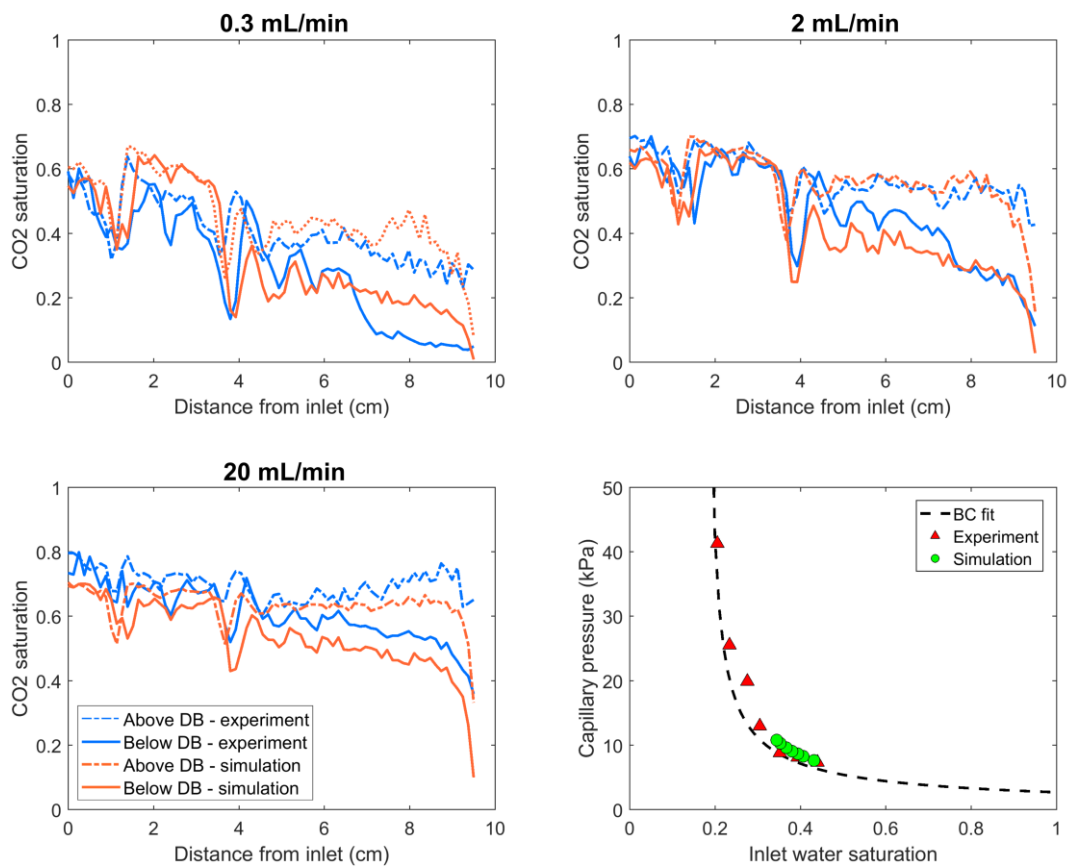 0.3 mL/min
1
0.8
0.6
0.4
0.2
0
0 2 4 6 8 10
CO2 saturation
Distance from inlet (cm)
2 mL/min
1
0.8
0.6
0.4
0.2
0
0 2 4 6 8 10
CO2 saturation
Distance from inlet (cm)
20 mL/min
1
0.8
0.6
0.4
0.2
0
0 2 4 6 8 10
CO2 saturation
Distance from inlet (cm)
Above DB - experiment
Below DB - experiment
Above DB - simulation
Below DB - simulation
50
40
30
20
10
0
0 0.2 0.4 0.6 0.8 1
Capillary pressure (kPa)
Inlet water saturation
BC fit
Experiment
Simulation